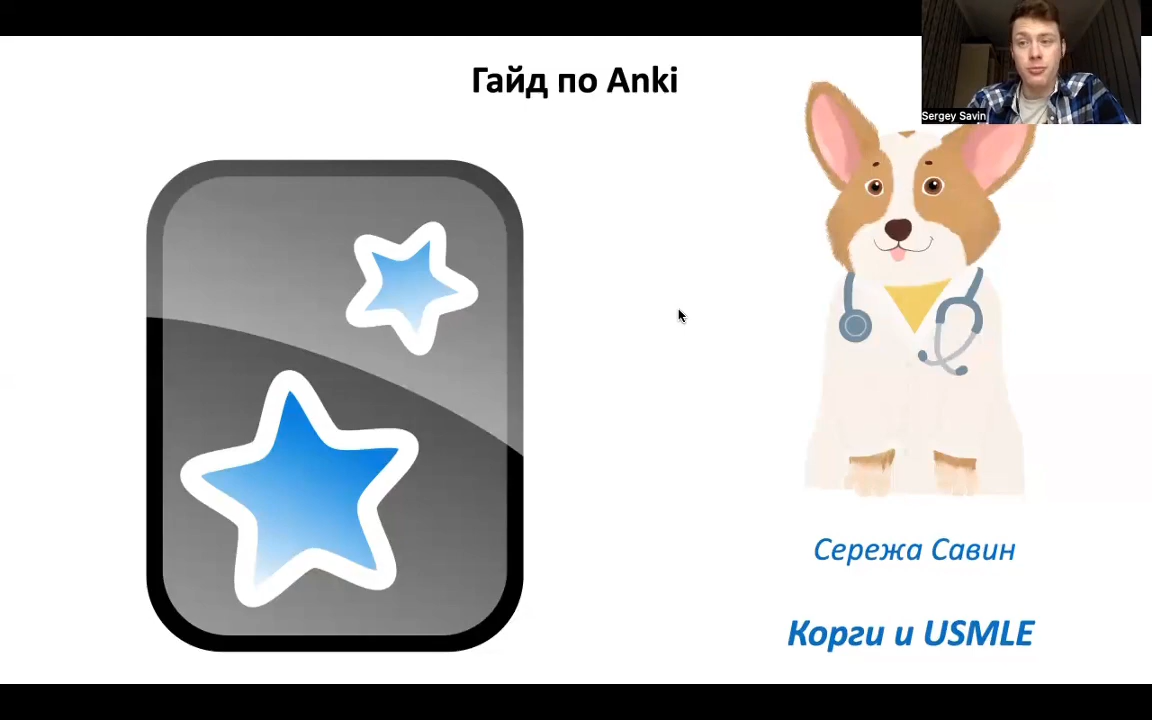 Гайд по Anki
Sergey Savin
Сережа Савин
Корги и USMLE